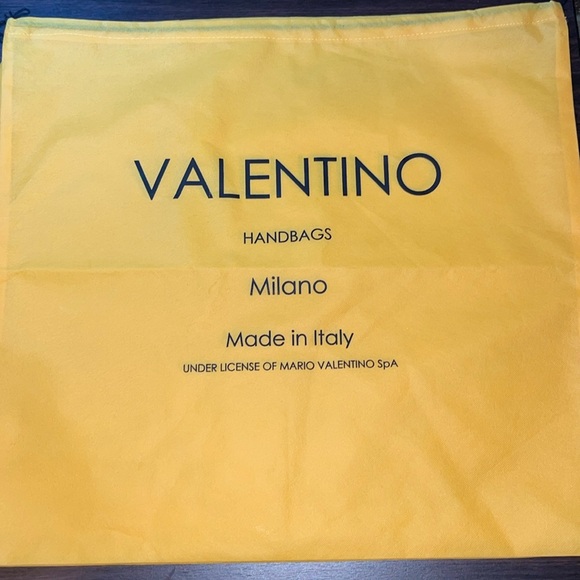 VALENTINO
HANDBAGS
Milano
Made in Italy
UNDER LICENSE OF MARIO VALENTINO SpA